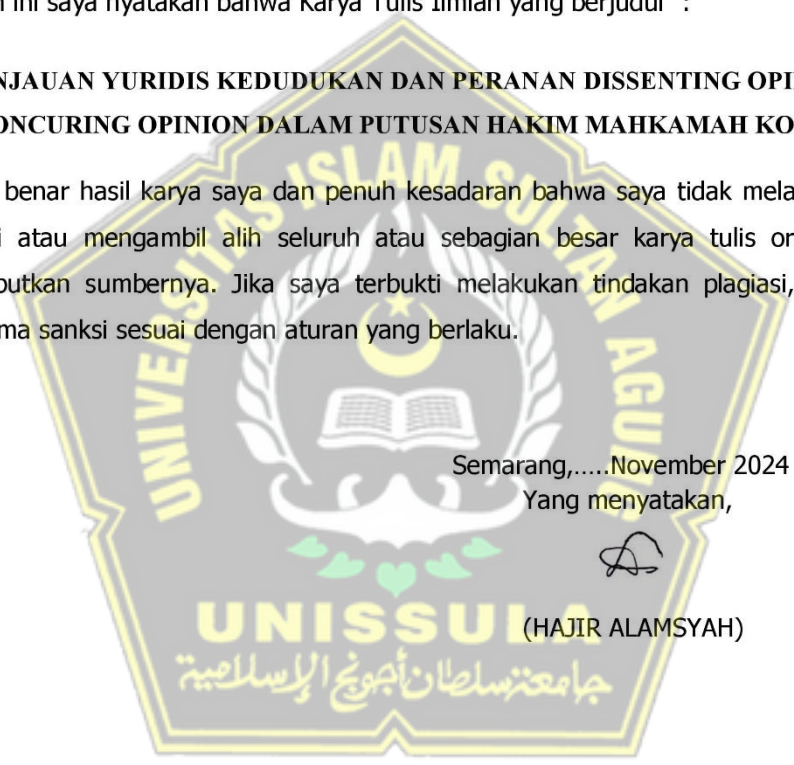 ini saya nyatakan bahwa Karya Tulis Ilmiah yang berjudul :
NJAUAN YURIDIS KEDUDUKAN DAN PERANAN DISSENTING OPI
ONCURING OPINION DALAM PUTUSAN HAKIM MAHKAMAH KO
benar hasil karya saya dan penuh kesadaran bahwa saya tidak mela
i atau mengambil alih seluruh atau sebagian besar karya tulis or
butkan sumbernya. Jika saya terbukti melakukan tindakan plagiasi,
ma sanksi sesuai dengan aturan yang berlaku.
UNIVERSITAS ISLAM SULTAN AGUNG
Semarang,.....November 2024
Yang menyatakan,
(HAJIR ALAMSYAH)
UNISSULA
جامعتسلطان أجونج الإسلامية